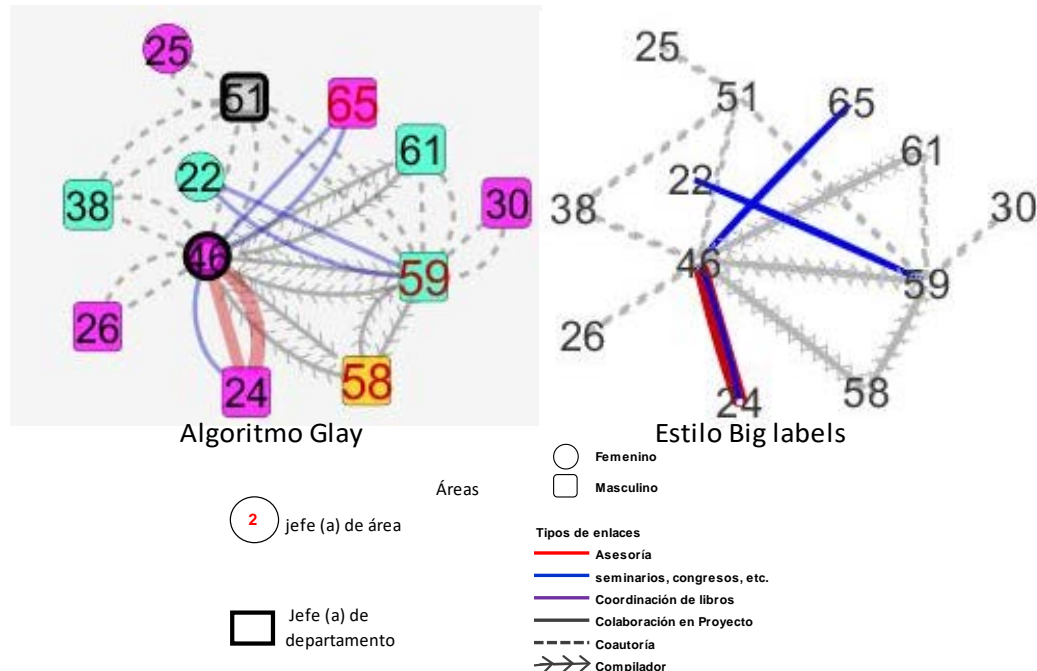 25
51
65
61
22
38
30
46
59
26
58
24
Algoritmo Glay
25
51
65
61
22
38
30
46
59
26
58
24
Estilo Big labels
Áreas
2
jefe (a) de área
Jefe (a) de
departamento
Femenino
Masculino
Tipos de enlaces
Asesoría
seminarios, congresos, etc.
Coordinación de libros
Colaboración en Proyecto
Coautoría
Compilador